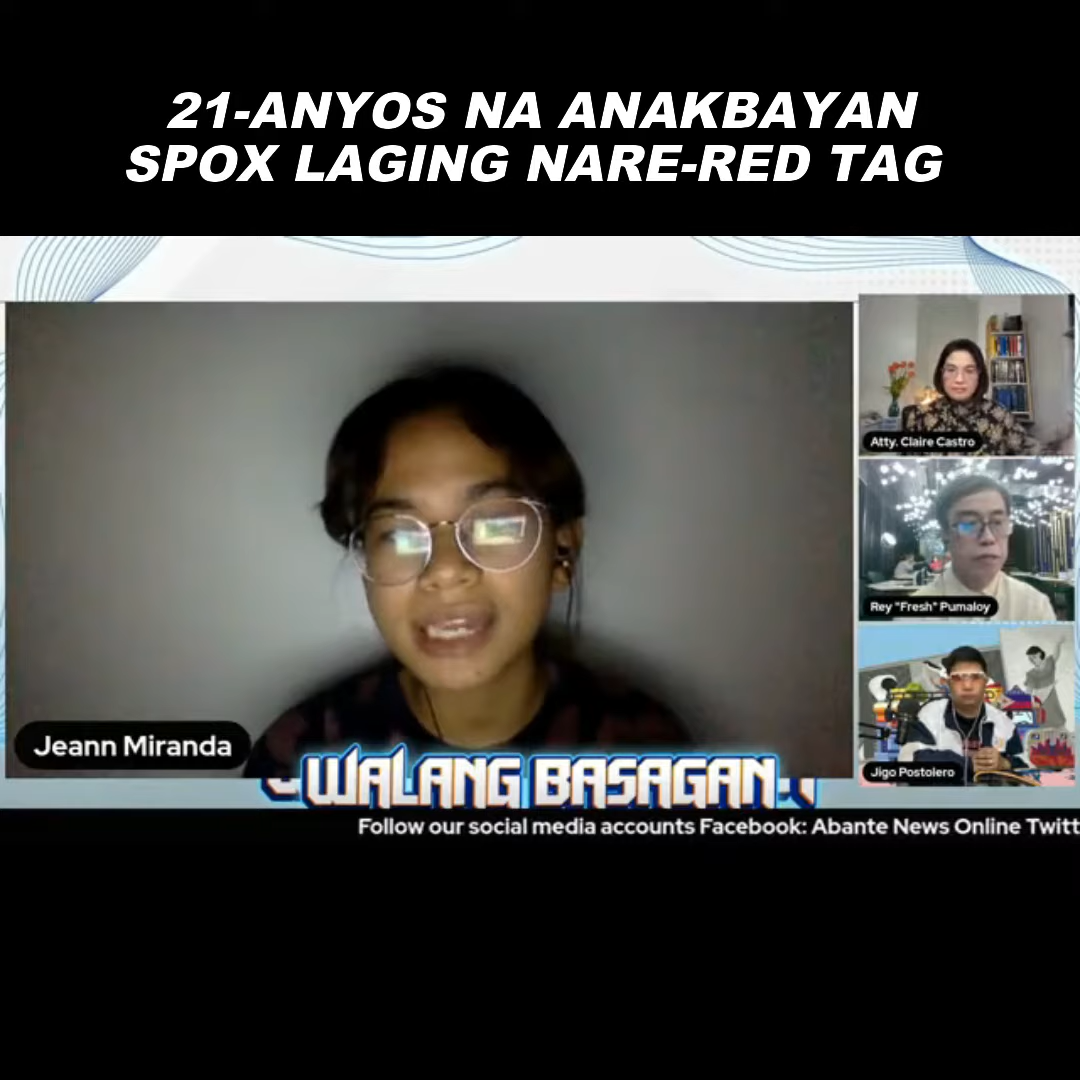 21-ANYOS NA ANAKBAYAN
SPOX LAGING NARE-RED TAG
Atty. Claire Castro
Rey "Fresh" Pumaloy
Jeann Miranda
Jigo Postolero
WALANG BASAGAN
Follow our social media accounts Facebook: Abante News Online Twitt